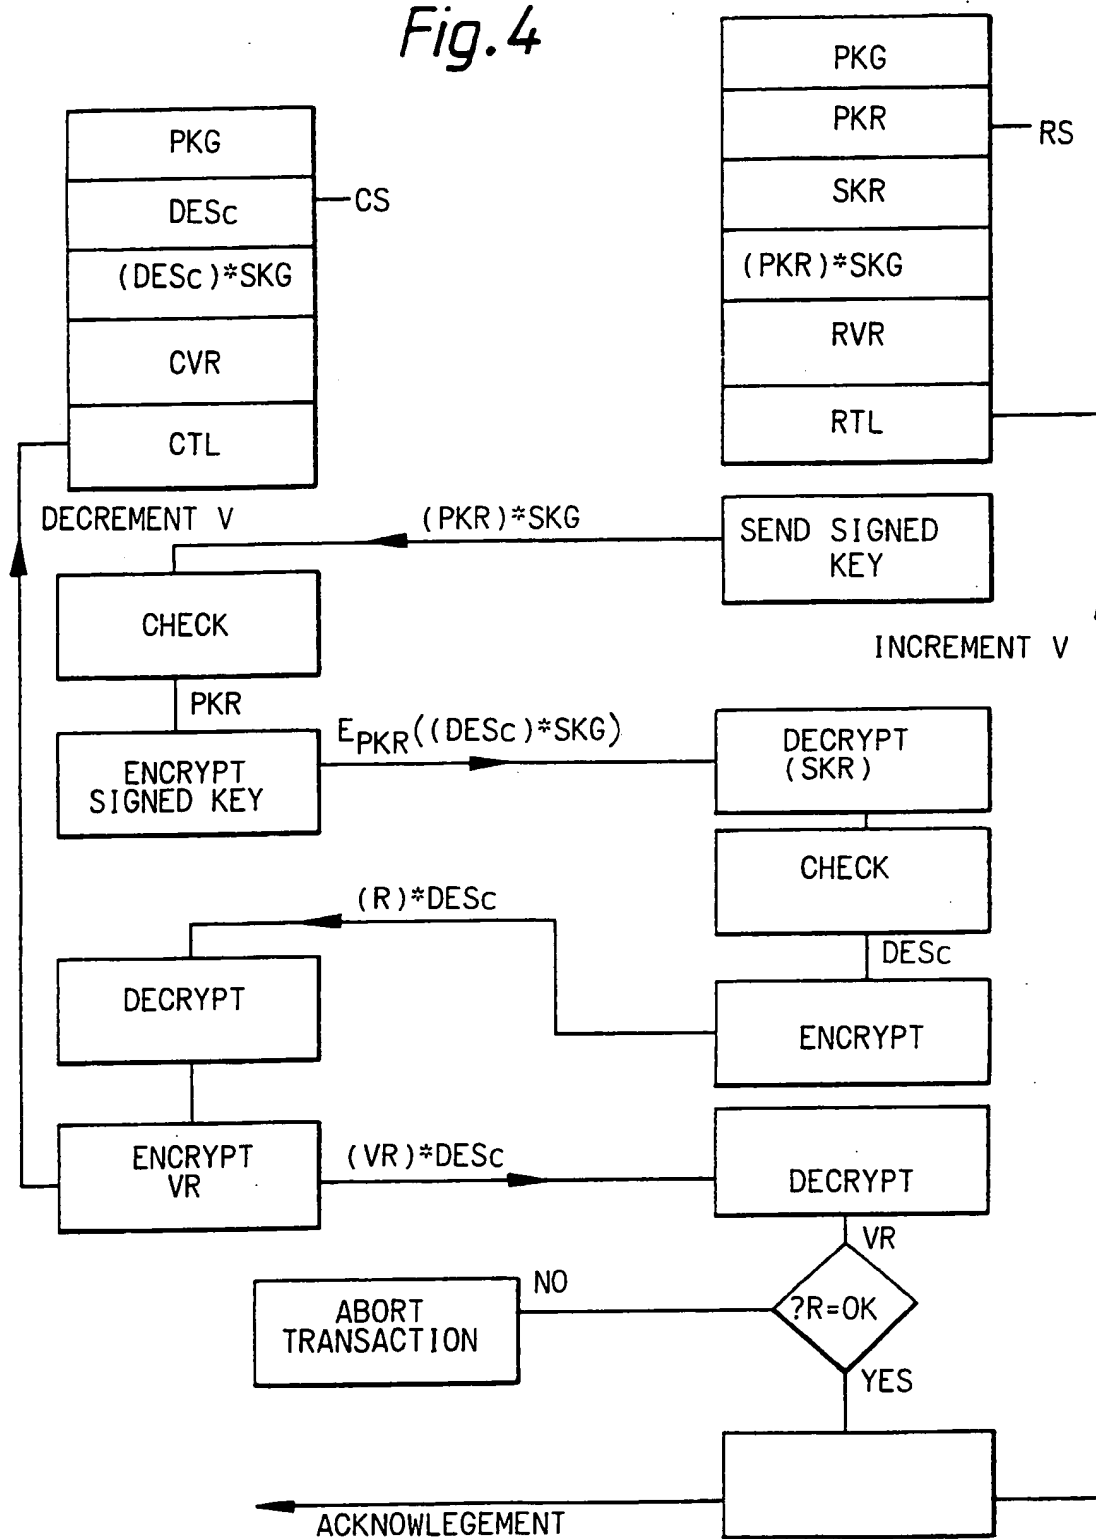 Fig.4
PKG
DESc
(DESc)*SKG
CVR
CTL
CS
PKG
PKR
SKR
(PKR)*SKG
RVR
RTL
RS
DECREMENT V
(PKR)*SKG
SEND SIGNED
KEY
CHECK
INCREMENT V
PKR
ENCRYPT
SIGNED KEY
EPKR((DESc)*SKG)
DECRYPT
(SKR)
CHECK
DESc
(R)*DESc
DECRYPT
ENCRYPT
ENCRYPT
VR
(VR)*DESc
DECRYPT
VR
?R=OK
NO
ABORT
TRANSACTION
YES
ACKNOWLEGEMENT